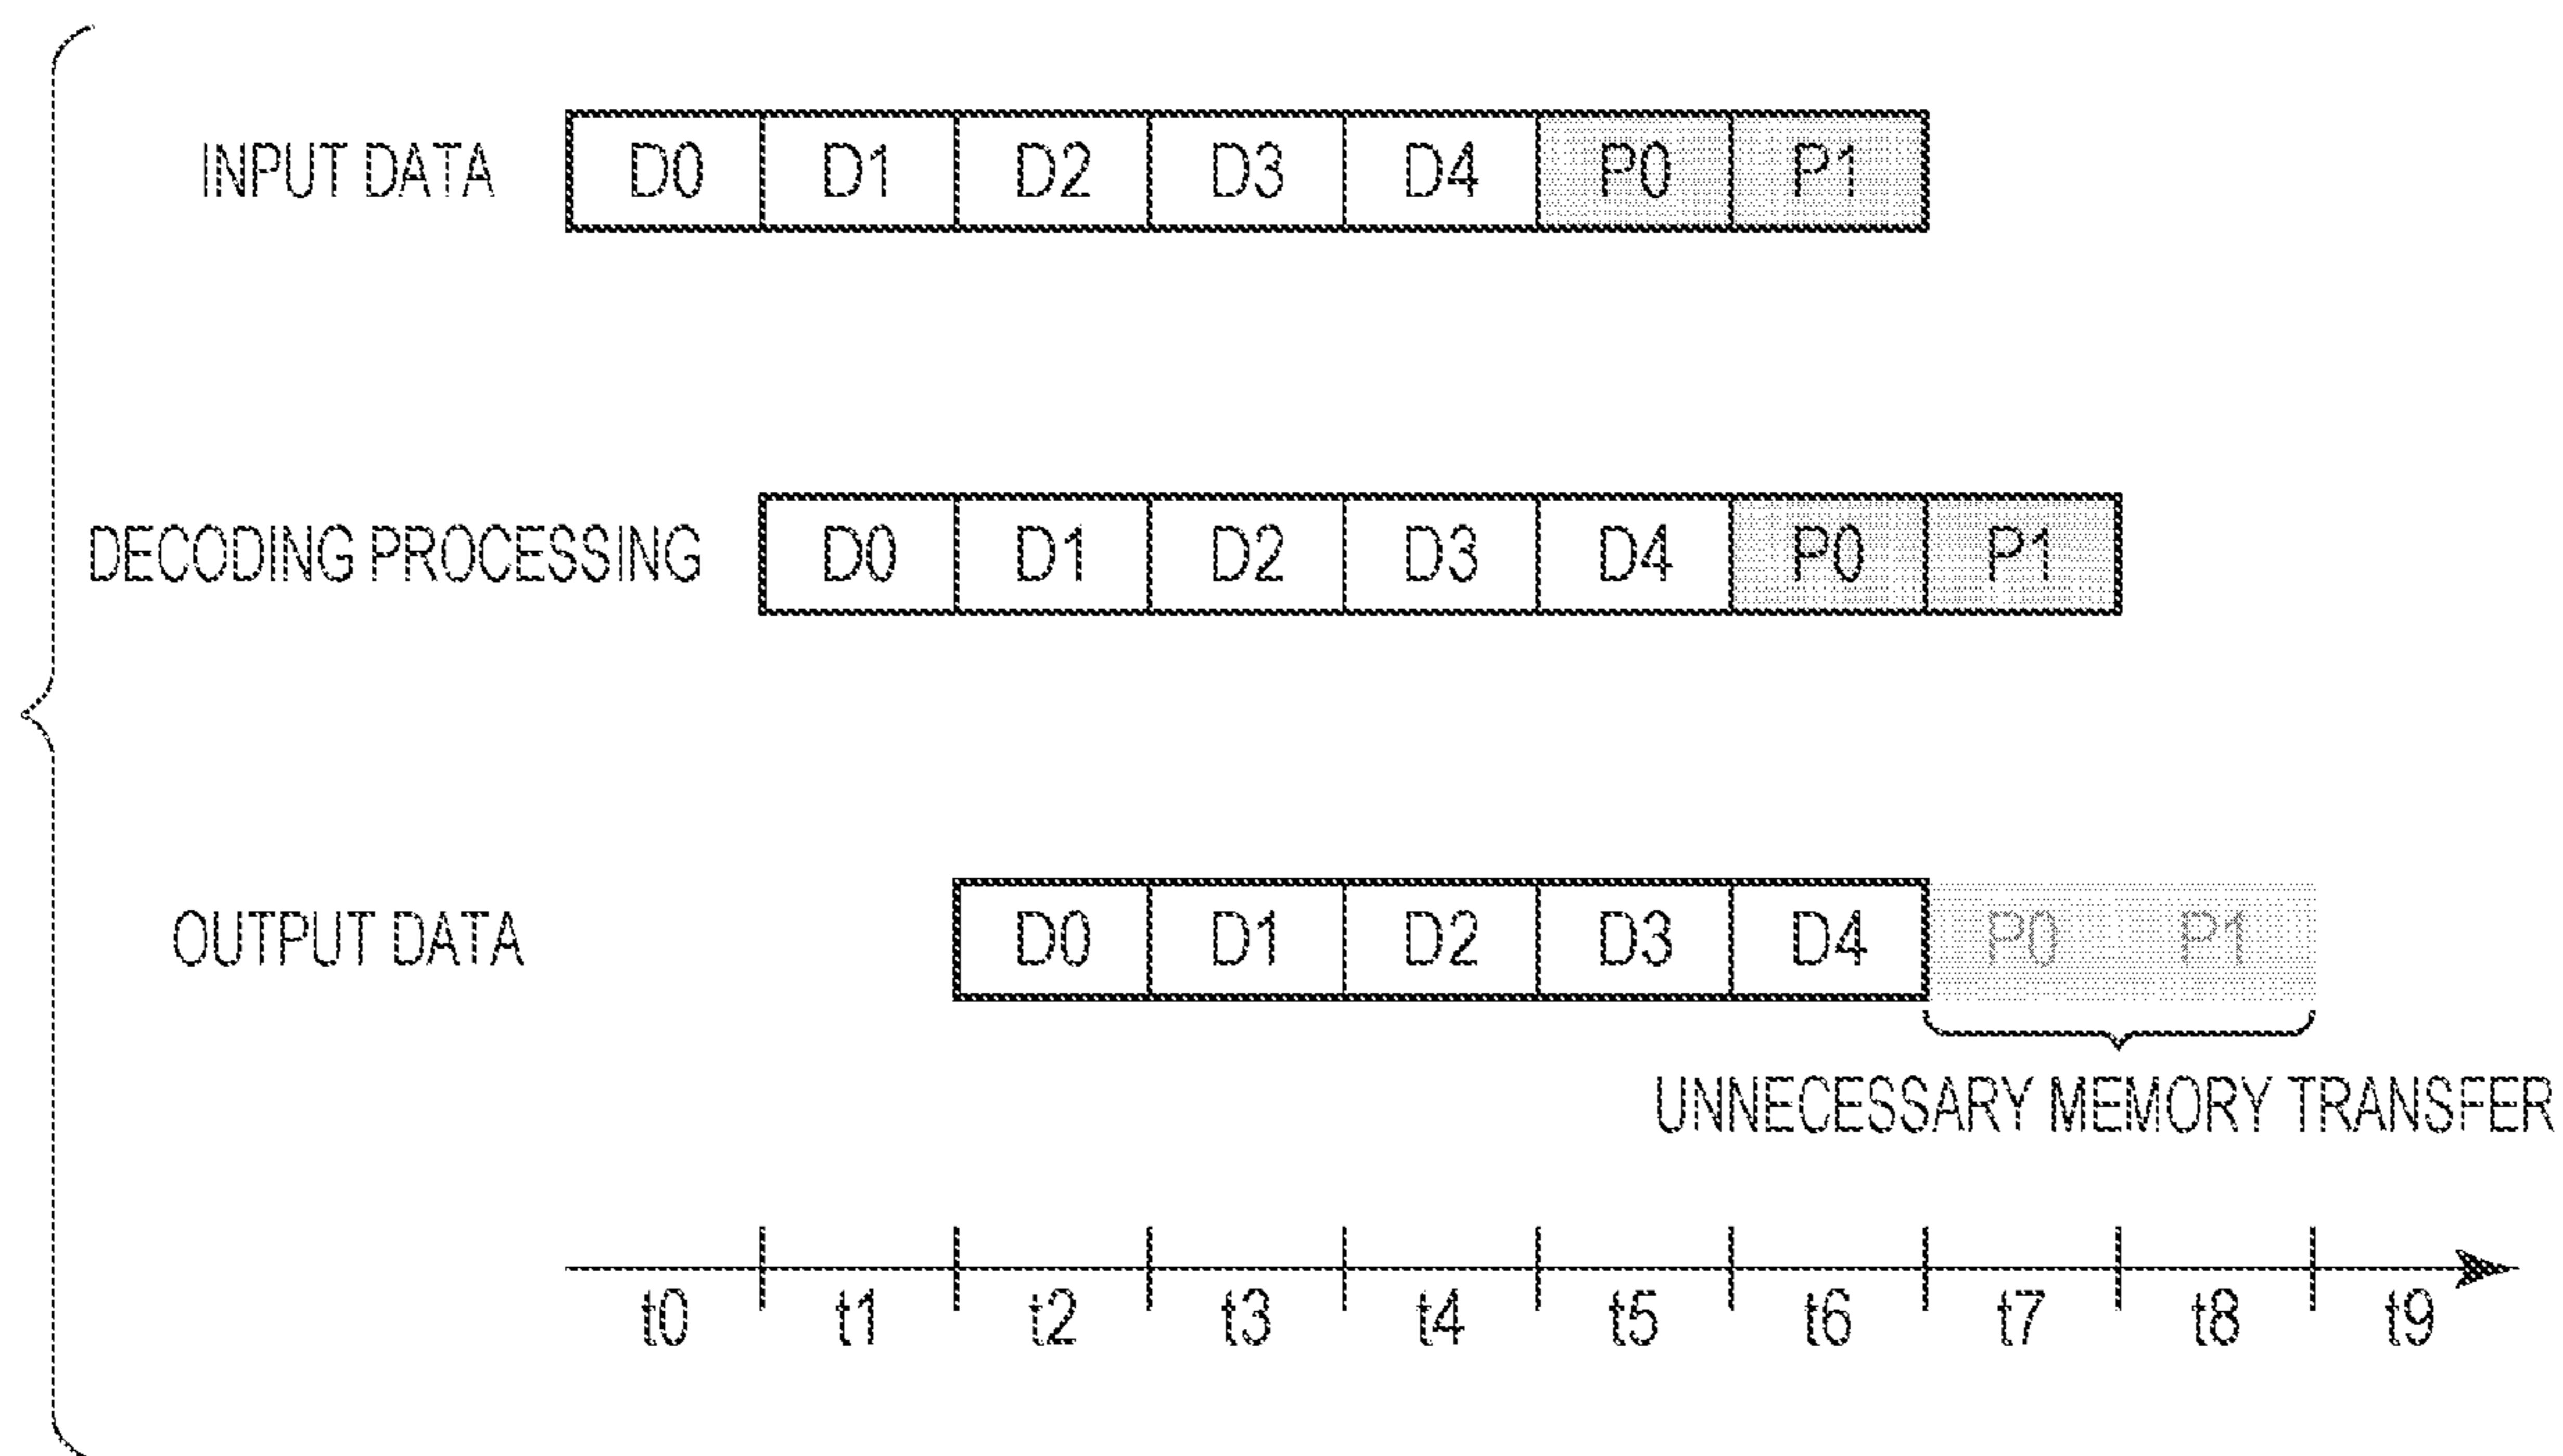 INPUT DATA D0 D1 D2 D3 D4 P0 P1
DECODING PROCESSING D0 D1 D2 D3 D4 P0 P1
OUTPUT DATA D0 D1 D2 D3 D4 P0 P1
UNNECESSARY MEMORY TRANSFER
t0 t1 t2 t3 t4 t5 t6 t7 t8 t9